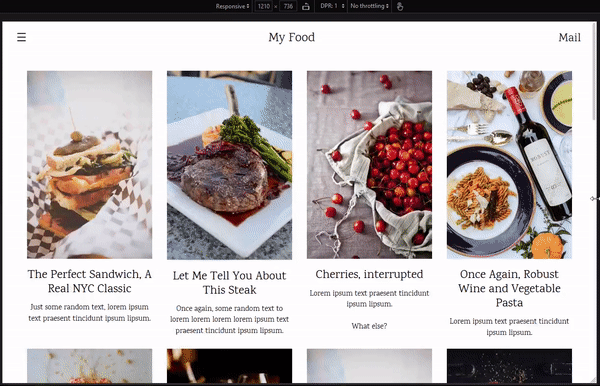 Responsive
1210 × 736
DPR: 1
No throttling
☰
My Food
Mail
The Perfect Sandwich, A
Real NYC Classic
Just some random text, lorem ipsum
text praesent tincidunt ipsum lipsum.
Let Me Tell You About
This Steak
Once again, some random text to
lorem lorem lorem lorem ipsum text
praesent tincidunt ipsum lipsum.
Cherries, interrupted
Lorem ipsum text praesent tincidunt
ipsum lipsum.
What else?
Once Again, Robust
Wine and Vegetable
Pasta
Lorem ipsum text praesent tincidunt
ipsum lipsum.